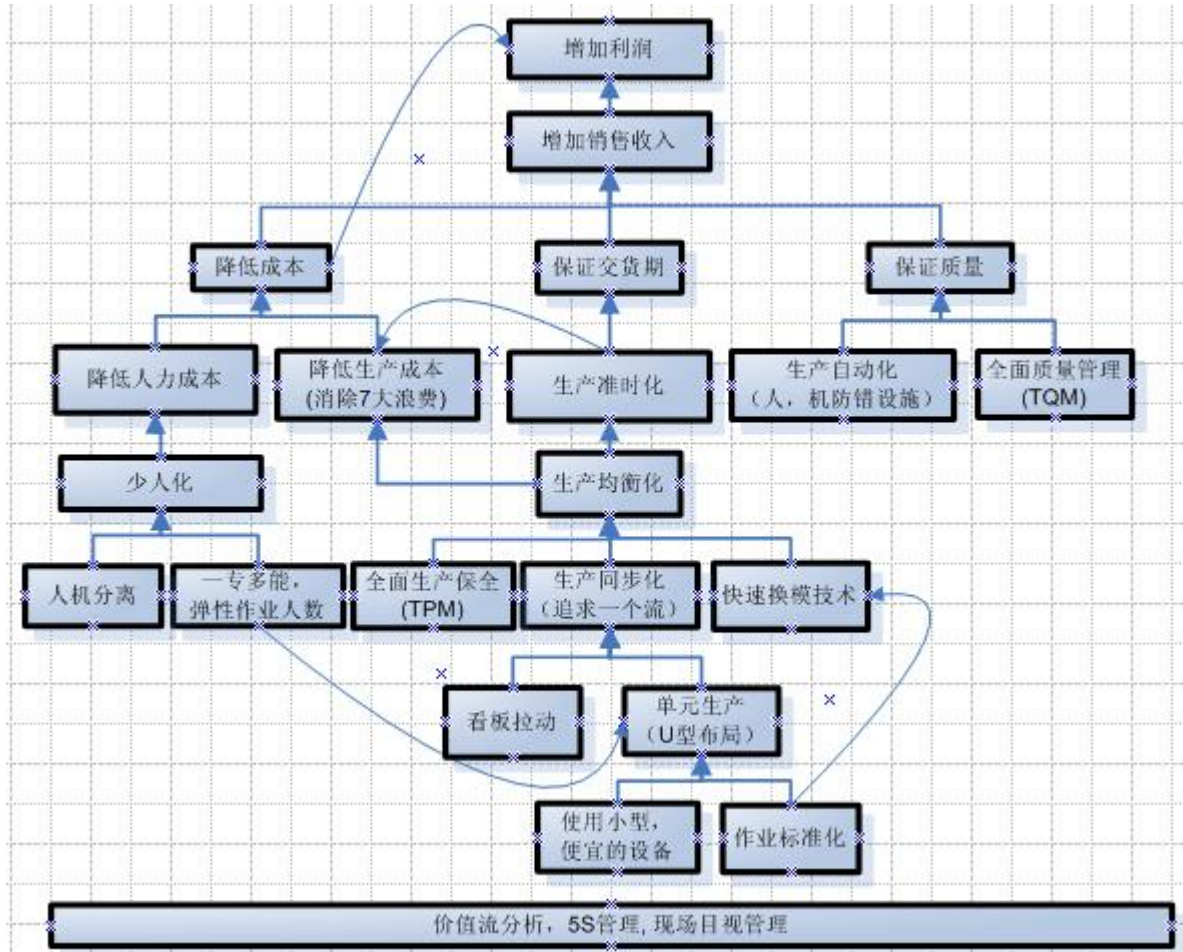 增加利润
增加销售收入
降低成本
保证交货期
保证质量
降低人力成本
降低生产成本
(消除7大浪费)
生产准时化
生产自动化
（人，机防错设施）
全面质量管理
(TQM)
少人化
生产均衡化
人机分离
一专多能，
弹性作业人数
全面生产保全
(TPM)
生产同步化
（追求一个流）
快速换模技术
看板拉动
单元生产
（U型布局）
使用小型，
便宜的设备
作业标准化
价值流分析，5S管理, 现场目视管理